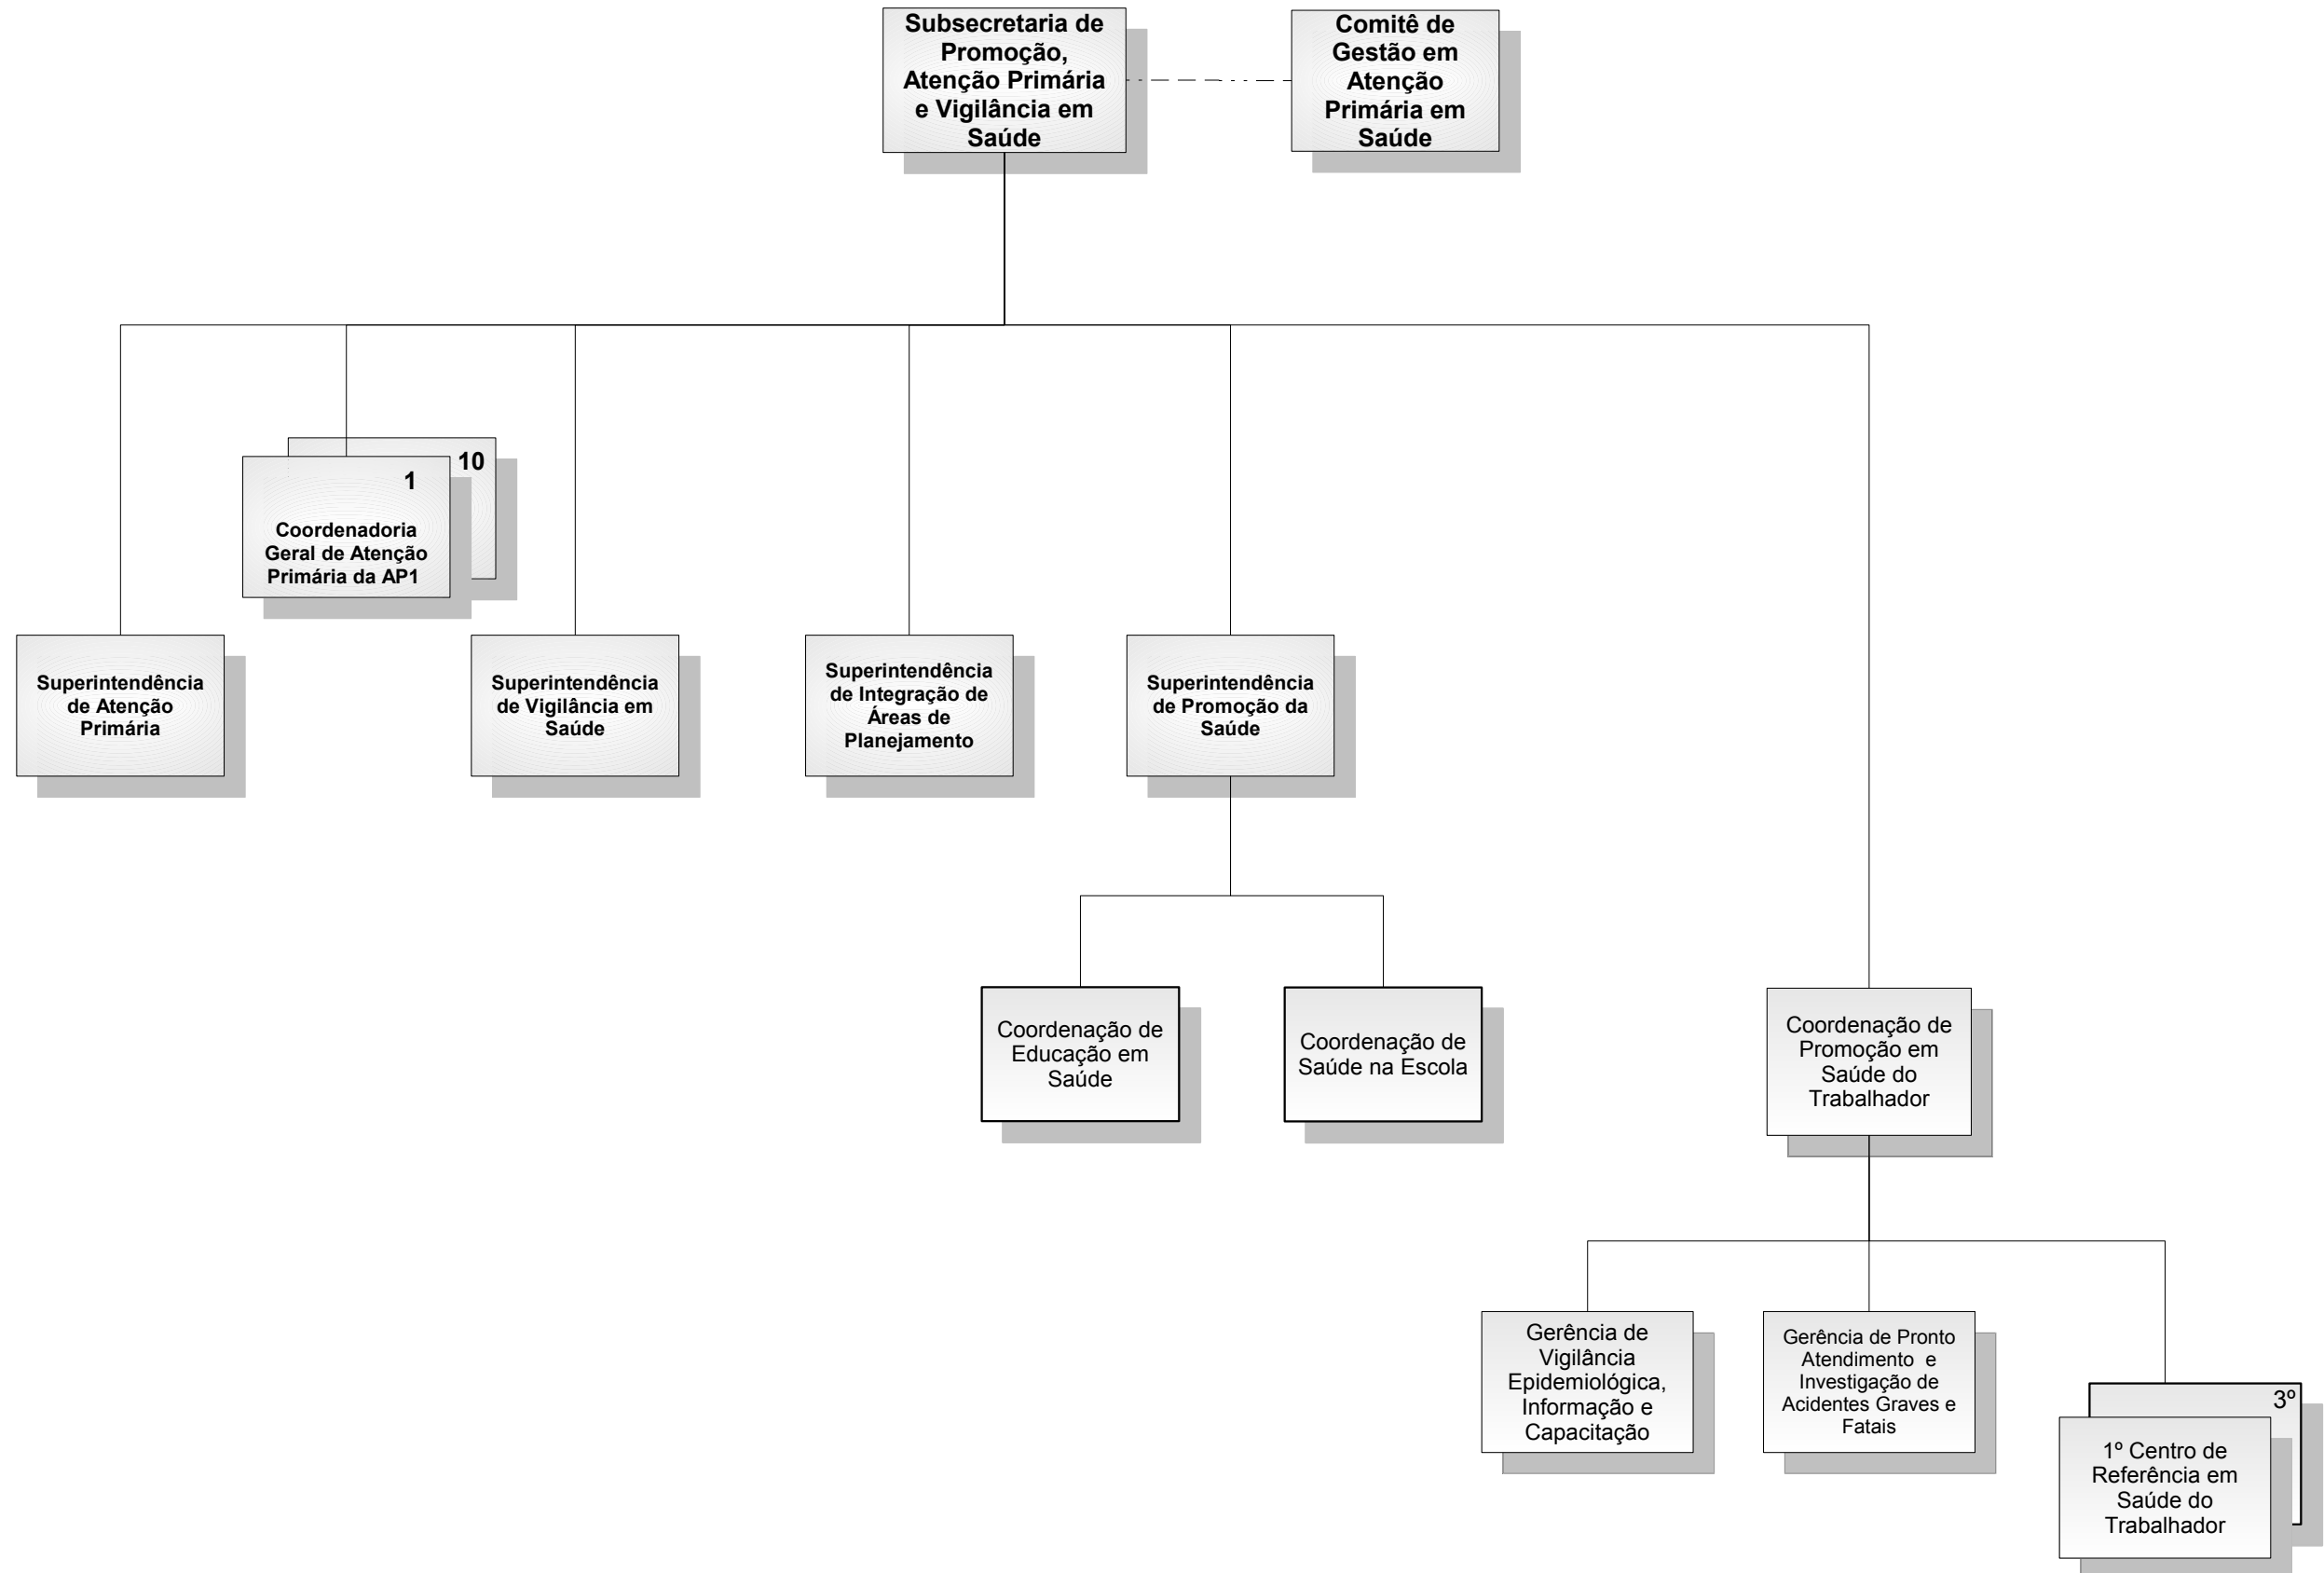 Subsecretaria de
Promoção,
Atenção Primária
e Vigilância em
Saúde
Comitê de
Gestão em
Atenção
Primária em
Saúde
10
1
Coordenadoria
Geral de Atenção
Primária da AP1
Superintendência
de Atenção
Primária
Superintendência
de Vigilância em
Saúde
Superintendência
de Integração de
Áreas de
Planejamento
Superintendência
de Promoção da
Saúde
Coordenação de
Educação em
Saúde
Coordenação de
Saúde na Escola
Coordenação de
Promoção em
Saúde do
Trabalhador
Gerência de
Vigilância
Epidemiológica,
Informação e
Capacitação
Gerência de Pronto
Atendimento  e
Investigação de
Acidentes Graves e
Fatais
3º
1º Centro de
Referência em
Saúde do
Trabalhador